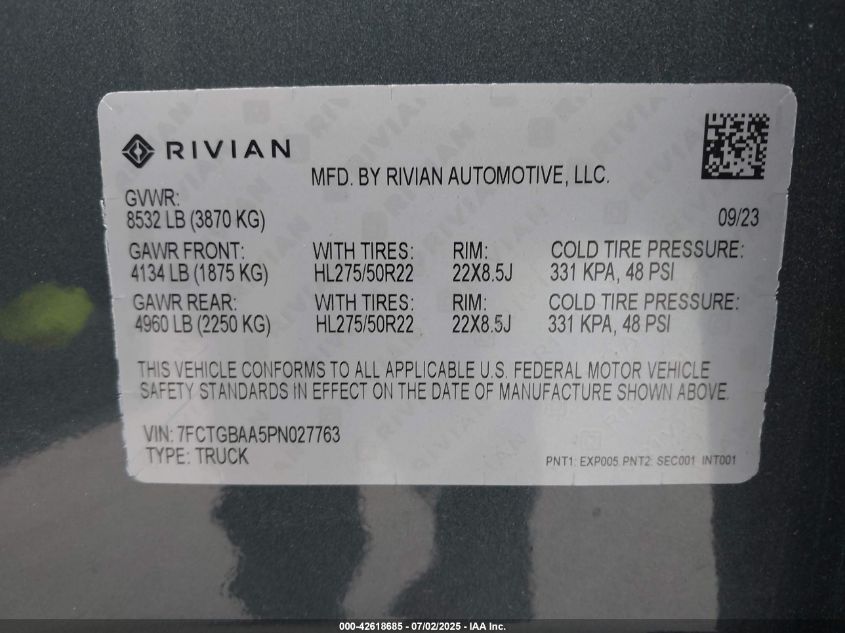 RIVIAN
MFD. BY RIVIAN AUTOMOTIVE, LLC.
GVWR:
8532 LB (3870 KG) 09/23
GAWR FRONT: WITH TIRES: RIM: COLD TIRE PRESSURE:
4134 LB (1875 KG) HL275/50R22 22X8.5J 331 KPA, 48 PSI
GAWR REAR: WITH TIRES: RIM: COLD TIRE PRESSURE:
4960 LB (2250 KG) HL275/50R22 22X8.5J 331 KPA, 48 PSI
THIS VEHICLE CONFORMS TO ALL APPLICABLE U.S. FEDERAL MOTOR VEHICLE
SAFETY STANDARDS IN EFFECT ON THE DATE OF MANUFACTURE SHOWN ABOVE.
VIN: 7FCTGBAA5PN027763
TYPE: TRUCK PNT1: EXP005 PNT2: SEC001 INT001
000-42618685 - 07/02/2025 - IAA Inc.